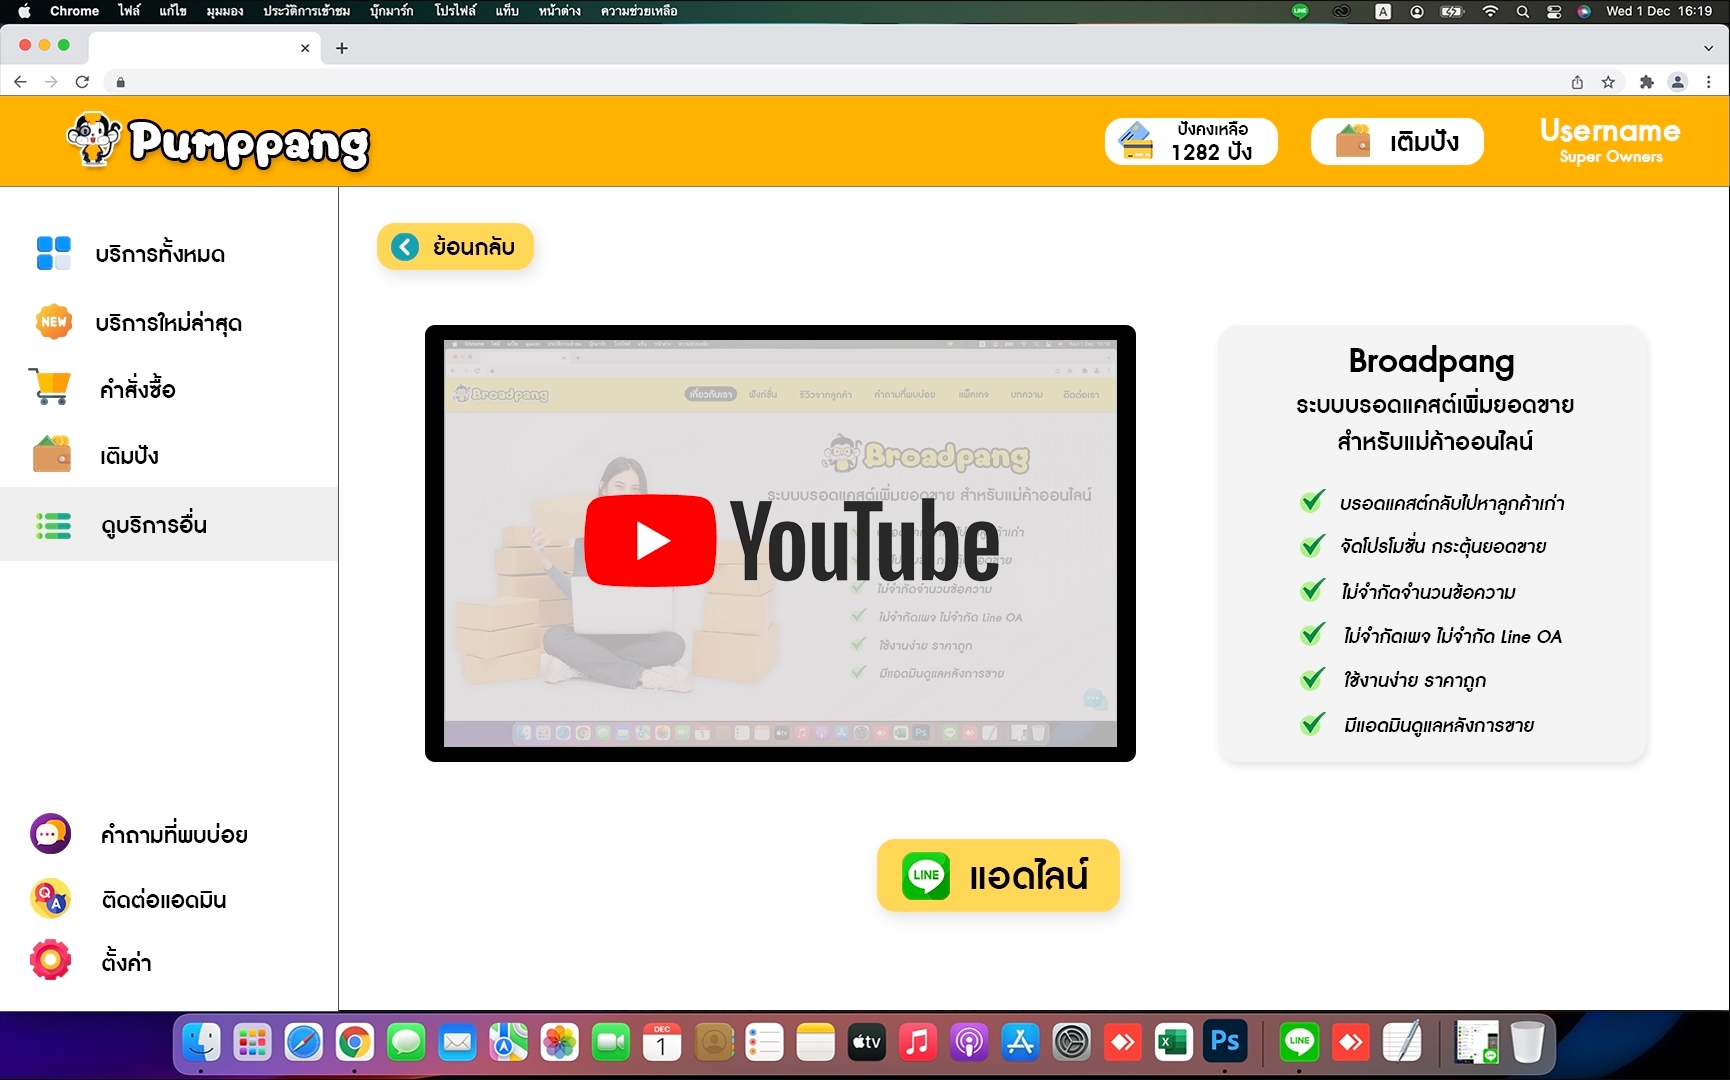 Chrome ไฟล์ แก้ไข มุมมอง ประวัติการเข้าชม บุ๊กมาร์ก โปรไฟล์ แท็บ หน้าต่าง ความช่วยเหลือ
LINE A Wed 1 Dec 16:19
Pumppang
ปังคงเหลือ
1282 ปัง
เติมปัง
Username
Super Owners
บริการทั้งหมด
NEW บริการใหม่ล่าสุด
คำสั่งซื้อ
เติมปัง
ดูบริการอื่น
คำถามที่พบบ่อย
Q A ติดต่อแอดมิน
ตั้งค่า
ย้อนกลับ
Broadpang
เกี่ยวกับเรา ฟังก์ชั่น รีวิวจากลูกค้า คำถามที่พบบ่อย แพ็กเกจ บทความ ติดต่อเรา
Broadpang
ระบบบรอดแคสต์เพิ่มยอดขาย สำหรับแม่ค้าออนไลน์
YouTube
ไม่จำกัดจำนวนข้อความ
ไม่จำกัดเพจ ไม่จำกัด Line OA
ใช้งานง่าย ราคาถูก
มีแอดมินดูแลหลังการขาย
Broadpang
ระบบบรอดแคสต์เพิ่มยอดขาย
สำหรับแม่ค้าออนไลน์
บรอดแคสต์กลับไปหาลูกค้าเก่า
จัดโปรโมชั่น กระตุ้นยอดขาย
ไม่จำกัดจำนวนข้อความ
ไม่จำกัดเพจ ไม่จำกัด Line OA
ใช้งานง่าย ราคาถูก
มีแอดมินดูแลหลังการขาย
LINE แอดไลน์
DEC
1
tv
Ps
LINE